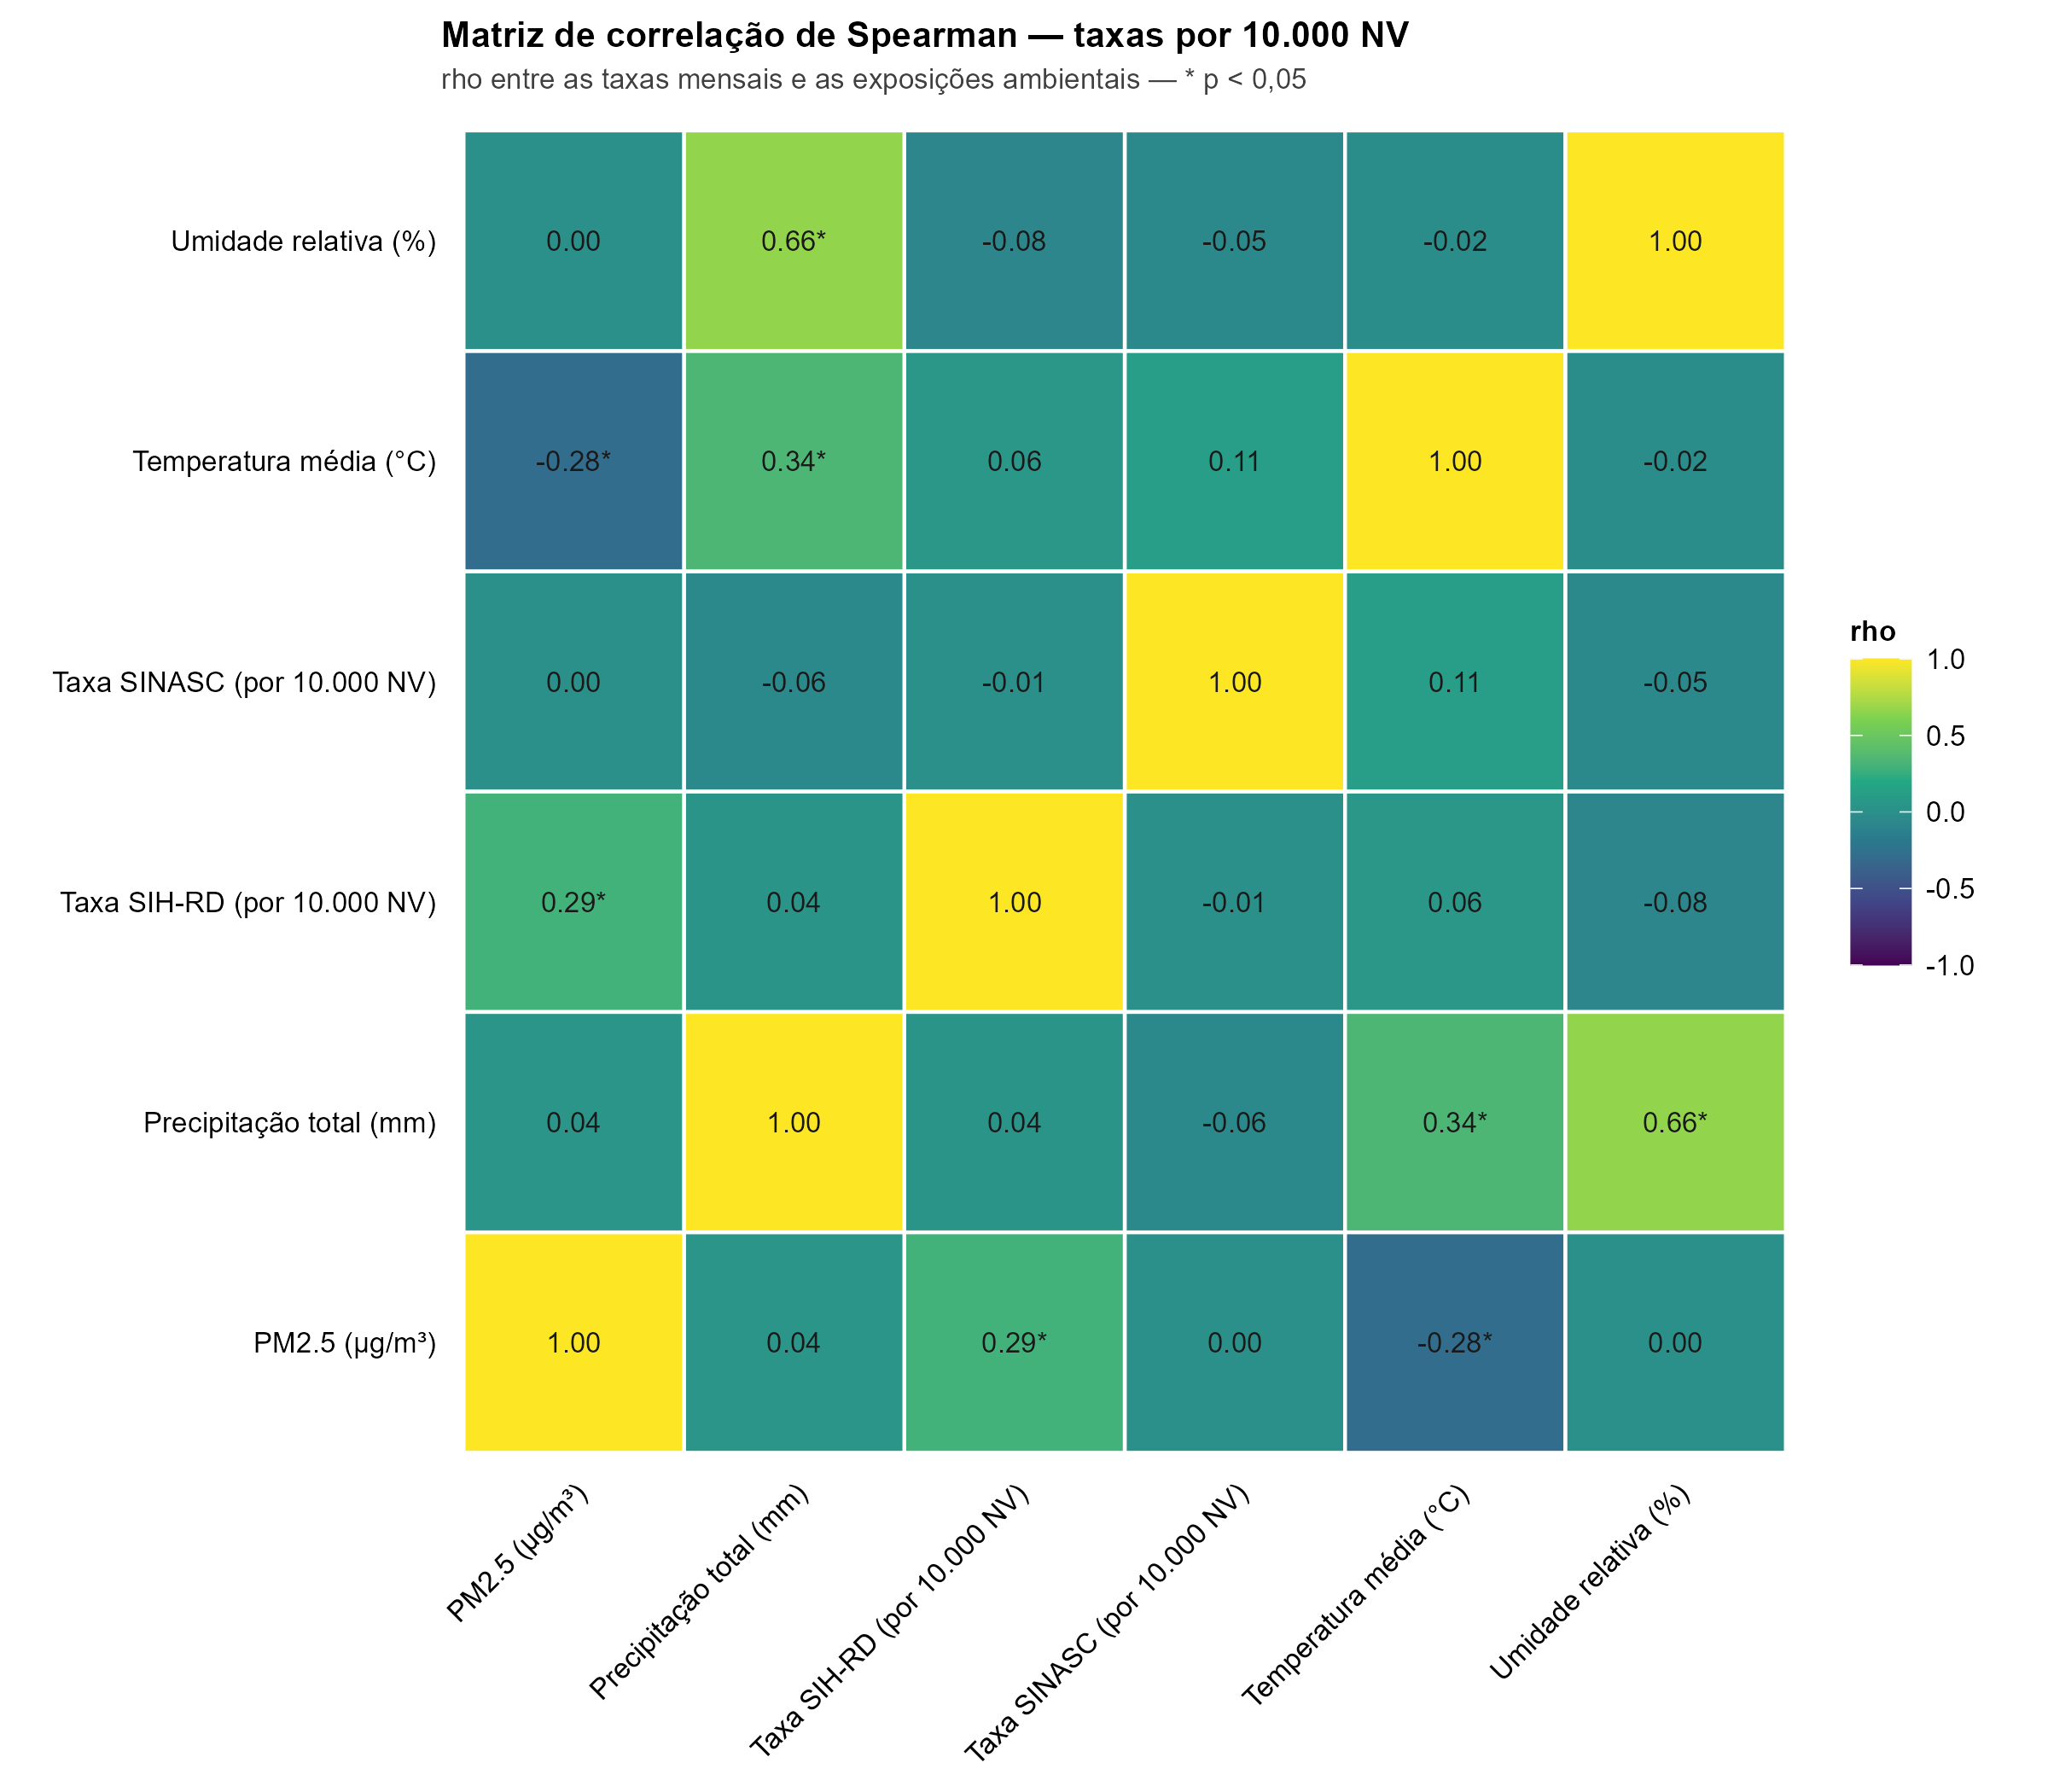 Matriz de correlação de Spearman — taxas por 10.000 NV
rho entre as taxas mensais e as exposições ambientais — * p < 0,05
Umidade relativa (%) 0.00 0.66* -0.08 -0.05 -0.02 1.00
Temperatura média (°C) -0.28* 0.34* 0.06 0.11 1.00 -0.02
Taxa SINASC (por 10.000 NV) 0.00 -0.06 -0.01 1.00 0.11 -0.05
Taxa SIH-RD (por 10.000 NV) 0.29* 0.04 1.00 -0.01 0.06 -0.08
Precipitação total (mm) 0.04 1.00 0.04 -0.06 0.34* 0.66*
PM2.5 (µg/m³) 1.00 0.04 0.29* 0.00 -0.28* 0.00
PM2.5 (µg/m³)
Precipitação total (mm)
Taxa SIH-RD (por 10.000 NV)
Taxa SINASC (por 10.000 NV)
Temperatura média (°C)
Umidade relativa (%)
rho
1.0
0.5
0.0
-0.5
-1.0